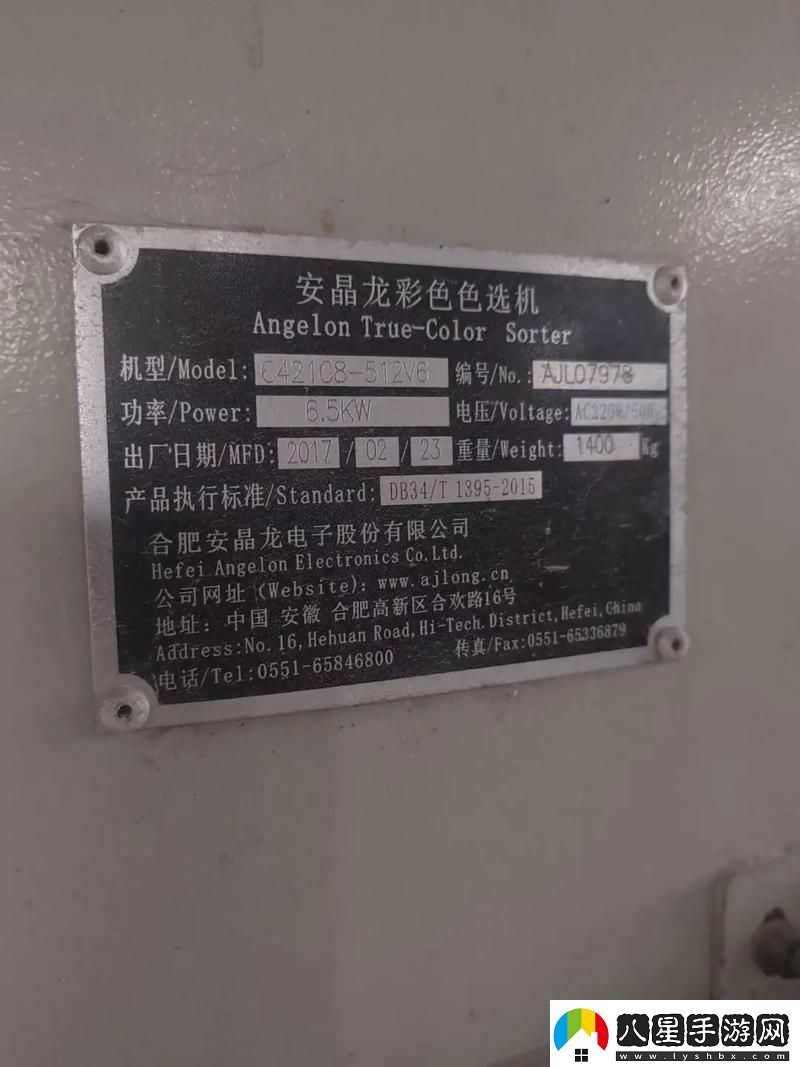 安晶龙彩色色选机
Angelon True-Color Sorter
机型/Model: C421C8-512V6 编号/No.: AJL07978
功率/Power: 6.5KW 电压/Voltage: AC220V/50Hz
出厂日期/MFD: 2017 / 02 / 23 重量/Weight: 1400 Kg
产品执行标准/Standard: DB34/T 1395-2015
合肥安晶龙电子股份有限公司
Hefei Angelon Electronics Co.Ltd.
公司网址(Website): www.ajlong.cn
地址: 中国 安徽 合肥高新区合欢路16号
Address:No.16,Hehuan Road,Hi-Tech.District,Hefei,China
电话/Tel:0551-65846800 传真/Fax:0551-65336879
八星手游网
www.lyshbx.com